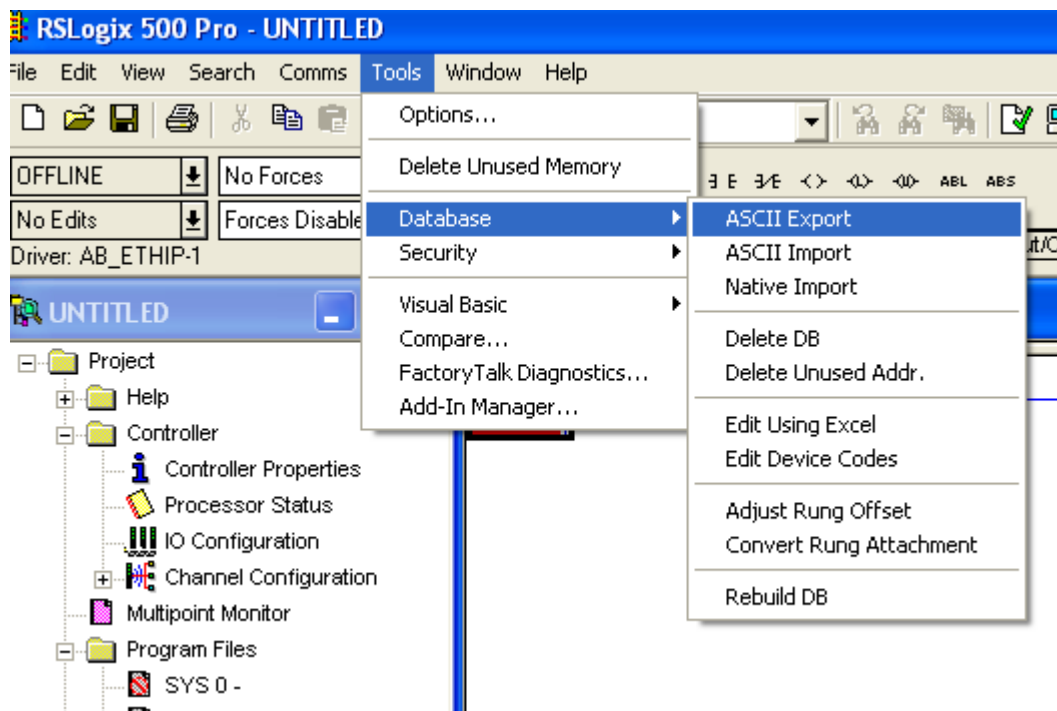 RSLogix 500 Pro - UNTITLED
File Edit View Search Comms Tools Window Help
OFFLINE No Forces
No Edits Forces Disable
Driver: AB_ETHIP-1
ABL ABS
UNTITLED
Project
Help
Controller
Controller Properties
Processor Status
IO Configuration
Channel Configuration
Multipoint Monitor
Program Files
SYS 0 -
Options...
Delete Unused Memory
Database
Security
Visual Basic
Compare...
FactoryTalk Diagnostics...
Add-In Manager...
ASCII Export
ASCII Import
Native Import
Delete DB
Delete Unused Addr.
Edit Using Excel
Edit Device Codes
Adjust Rung Offset
Convert Rung Attachment
Rebuild DB